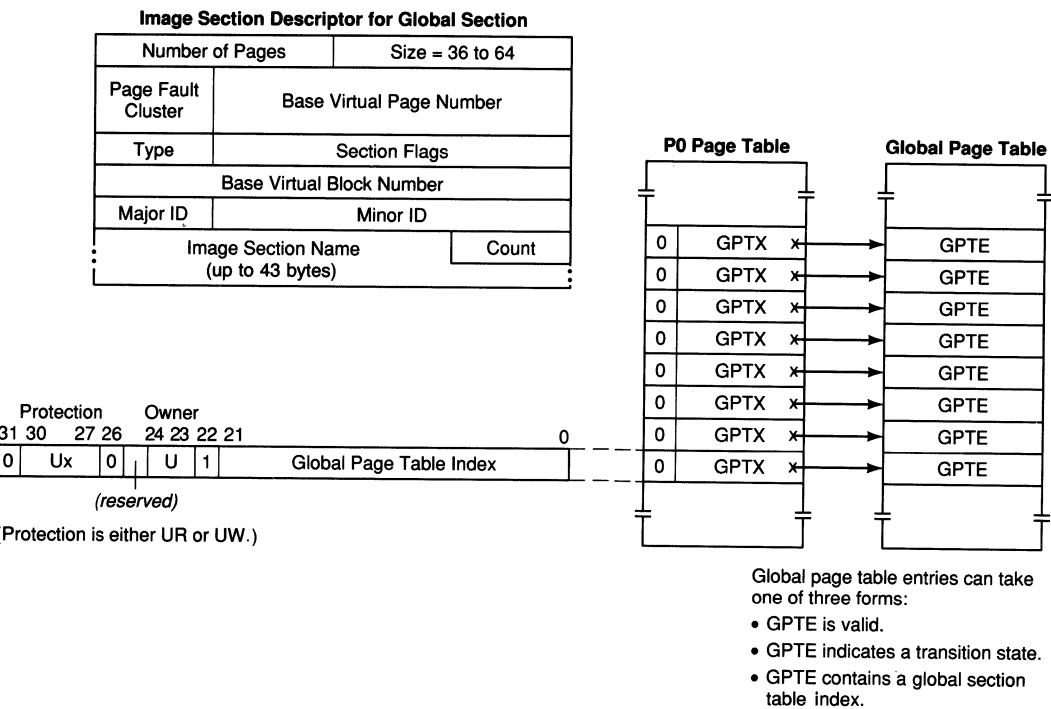 Image Section Descriptor for Global Section
Number of Pages Size = 36 to 64
Page Fault
Cluster
Base Virtual Page Number
Type Section Flags
Base Virtual Block Number
Major ID Minor ID
Image Section Name
(up to 43 bytes)
Count
P0 Page Table Global Page Table
0 GPTX x GPTE
0 GPTX x GPTE
0 GPTX x GPTE
0 GPTX x GPTE
0 GPTX x GPTE
0 GPTX x GPTE
0 GPTX x GPTE
0 GPTX x GPTE
Protection Owner
31 30 27 26 24 23 22 21 0
0 Ux 0 U 1 Global Page Table Index
(reserved)
(Protection is either UR or UW.)
Global page table entries can take
one of three forms:
• GPTE is valid.
• GPTE indicates a transition state.
• GPTE contains a global section
table index.